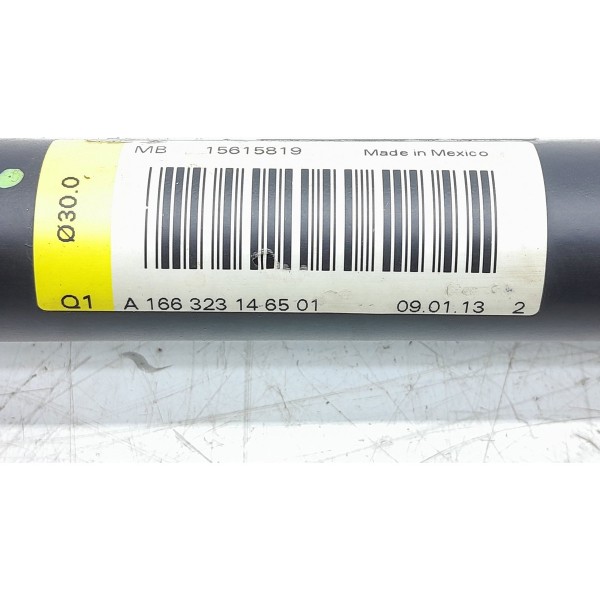 MB 15615819 Made in Mexico
Ø30.0
Q1 A 166 323 14 65 01 09.01.13 2